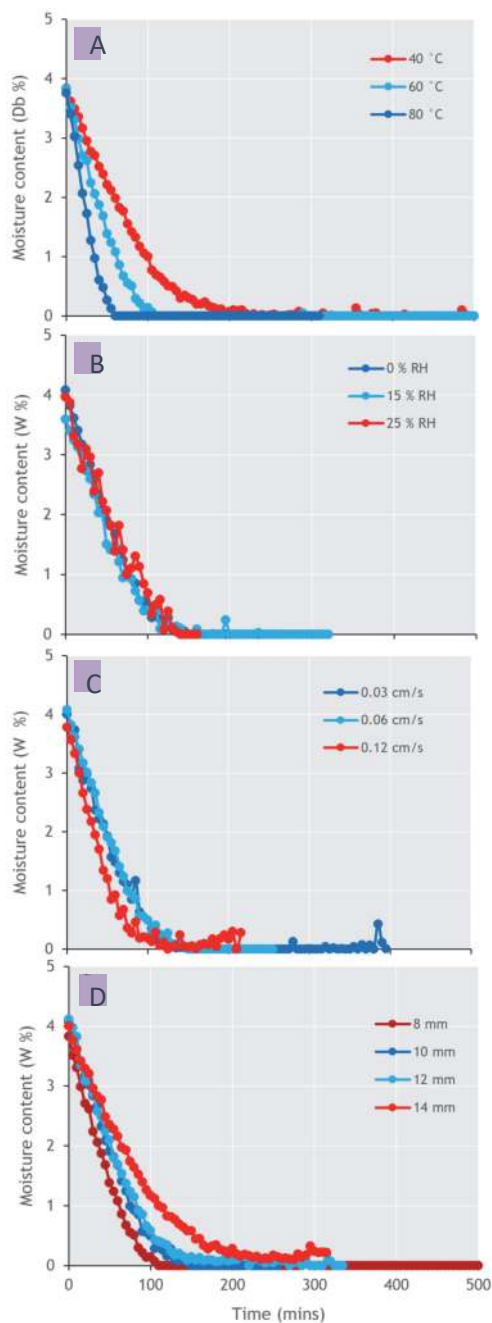 A
Moisture content (Db %)
5
4
3
2
1
0
40 °C
60 °C
80 °C
B
Moisture content (W %)
5
4
3
2
1
0
0 % RH
15 % RH
25 % RH
C
Moisture content (W %)
5
4
3
2
1
0
0.03 cm/s
0.06 cm/s
0.12 cm/s
D
Moisture content (W %)
5
4
3
2
1
0
8 mm
10 mm
12 mm
14 mm
0 100 200 300 400 500
Time (mins)